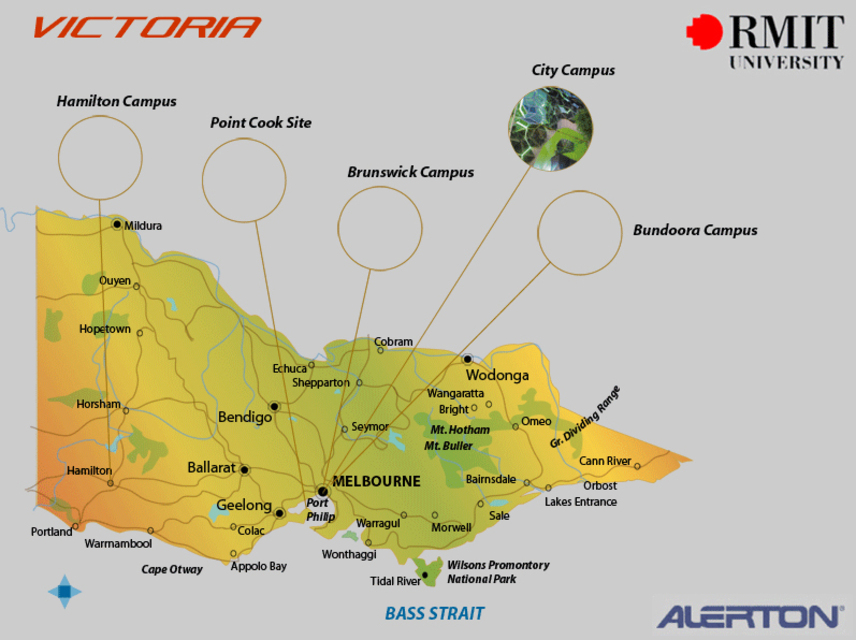 VICTORIA
RMIT
UNIVERSITY
City Campus
Hamilton Campus
Point Cook Site
Brunswick Campus
Bundoora Campus
Mildura
Ouyen
Hopetown
Cobram
Echuca
Shepparton
Wodonga
Wangaratta
Bright
Horsham
Bendigo
Seymor
Mt. Hotham
Mt. Buller
Omeo
Gr. Dividing Range
Hamilton
Ballarat
MELBOURNE
Cann River
Bairnsdale
Orbost
Lakes Entrance
Geelong
Port
Philip
Sale
Portland
Warrnambool
Colac
Warragul
Morwell
Wonthaggi
Cape Otway
Appolo Bay
Tidal River
Wilsons Promontory
National Park
BASS STRAIT
ALERTON